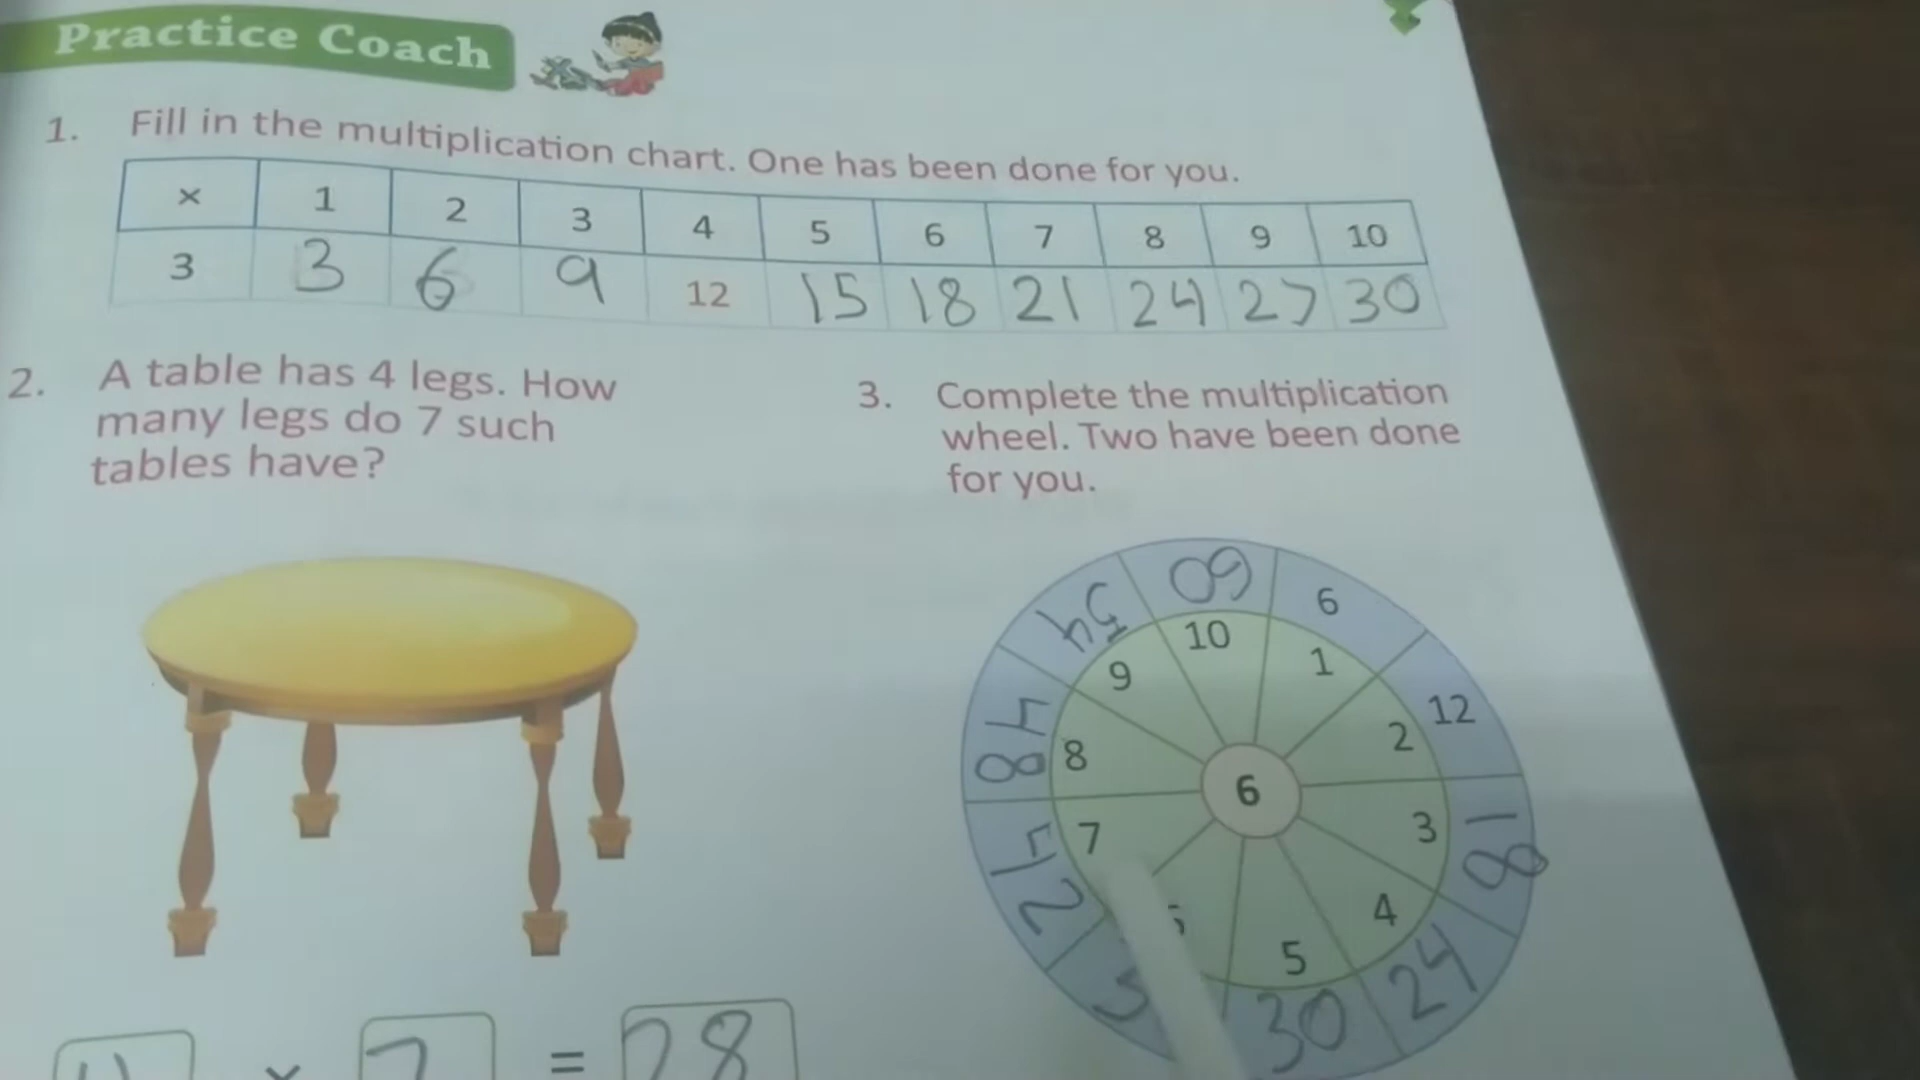 Practice Coach
1. Fill in the multiplication chart. One has been done for you.
× 1 2 3 4 5 6 7 8 9 10
3 3 6 9 12 15 18 21 24 27 30
2. A table has 4 legs. How
many legs do 7 such
tables have?
3. Complete the multiplication
wheel. Two have been done
for you.
60 6
54 10 1
9 12
48 8 2
6
7 3 18
42 4
5 24
30
4 × 7 = 28